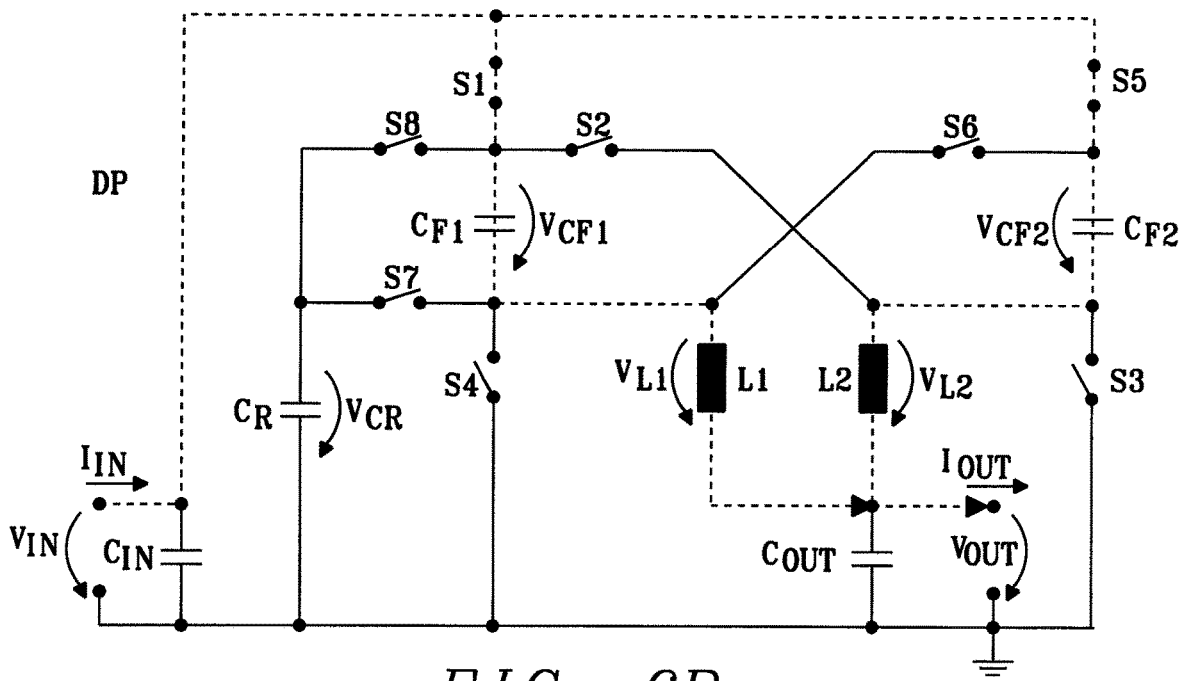 S1
S5
S8
S2
S6
DP
CF1
VCF1
VCF2
CF2
S7
S4
VL1
L1
L2
VL2
S3
CR
VCR
IIN
IOUT
VIN
CIN
COUT
VOUT